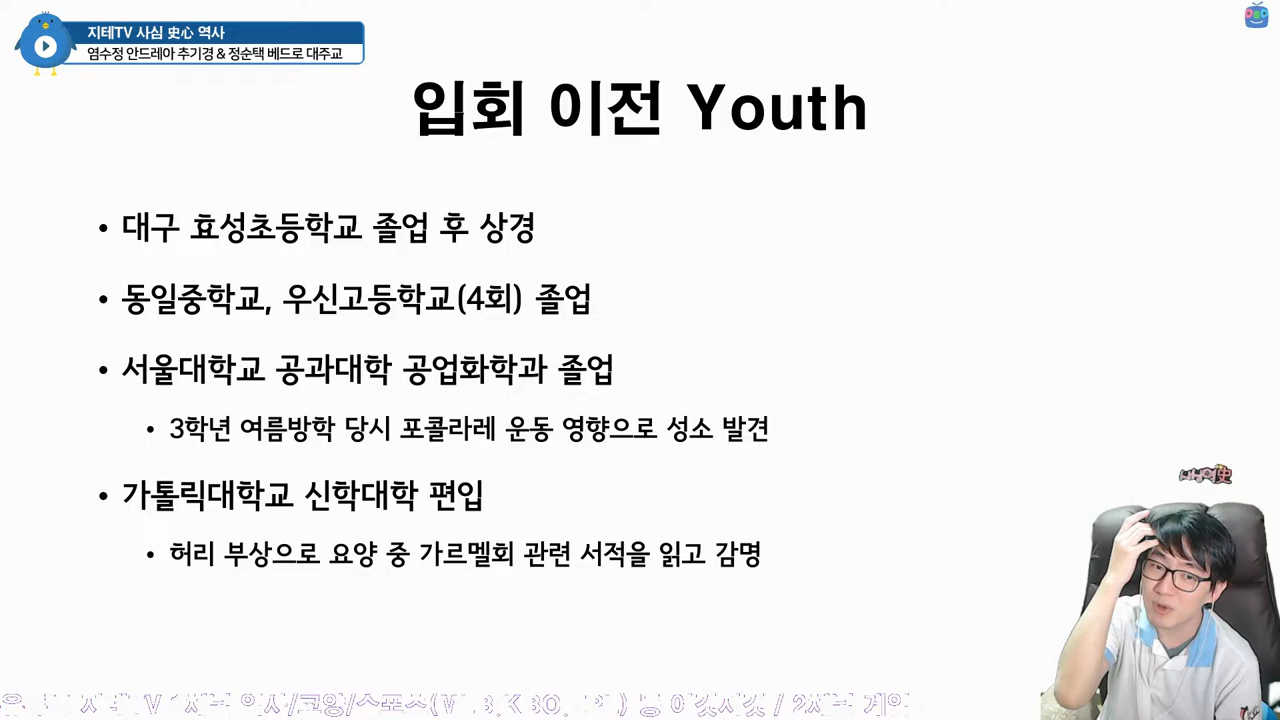 지테TV 사심 史心 역사
염수정 안드레아 추기경 & 정순택 베드로 대주교
입회 이전 Youth
• 대구 효성초등학교 졸업 후 상경
• 동일중학교, 우신고등학교(4회) 졸업
• 서울대학교 공과대학 공업화학과 졸업
• 3학년 여름방학 당시 포콜라레 운동 영향으로 성소 발견
• 가톨릭대학교 신학대학 편입
• 허리 부상으로 요양 중 가르멜회 관련 서적을 읽고 감명